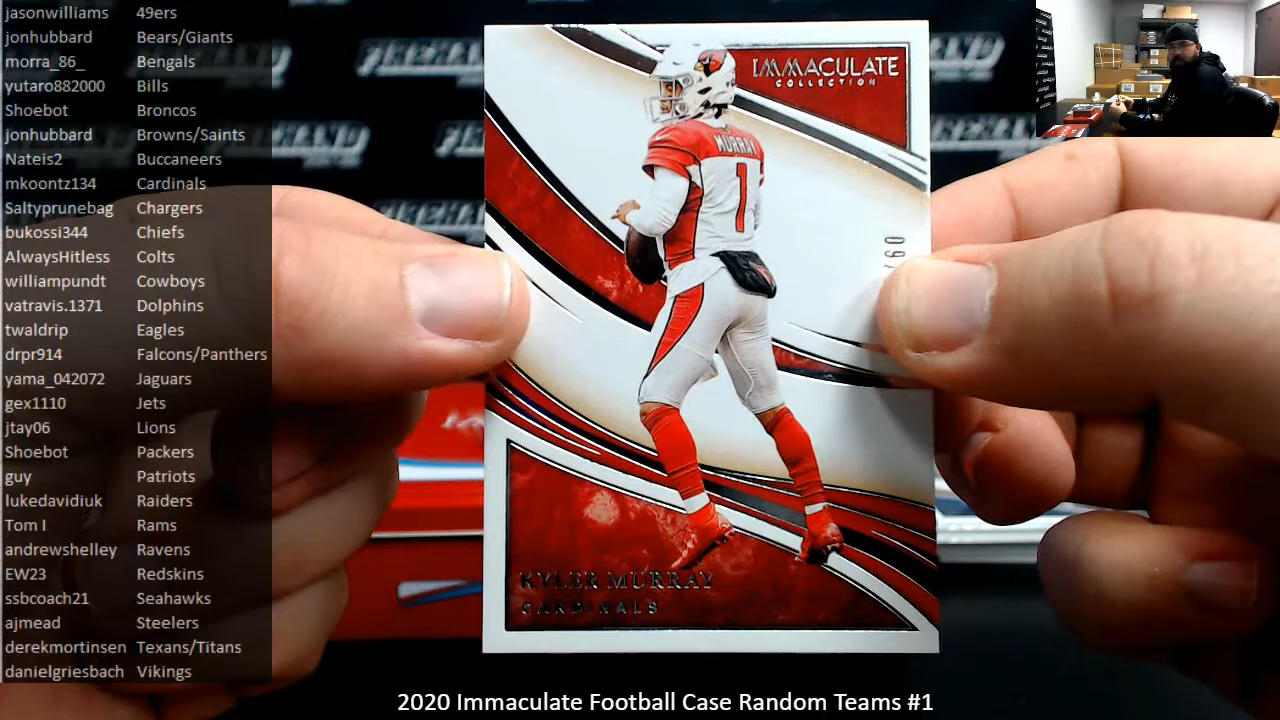 jasonwilliams 49ers
jonhubbard Bears/Giants
morra_86_ Bengals
yutaro882000 Bills
Shoebot Broncos
jonhubbard Browns/Saints
Nateis2 Buccaneers
mkoontz134 Cardinals
Saltyprunebag Chargers
bukossi344 Chiefs
AlwaysHitless Colts
williampundt Cowboys
vatravis.1371 Dolphins
twaldrip Eagles
drpr914 Falcons/Panthers
yama_042072 Jaguars
gex1110 Jets
jtay06 Lions
Shoebot Packers
guy Patriots
lukedavidiuk Raiders
Tom I Rams
andrewshelley Ravens
EW23 Redskins
ssbcoach21 Seahawks
ajmead Steelers
derekmortinsen Texans/Titans
danielgriesbach Vikings
IMMACULATE
COLLECTION
MURRAY
1
/60
KYLER MURRAY
CARDINALS
2020 Immaculate Football Case Random Teams #1